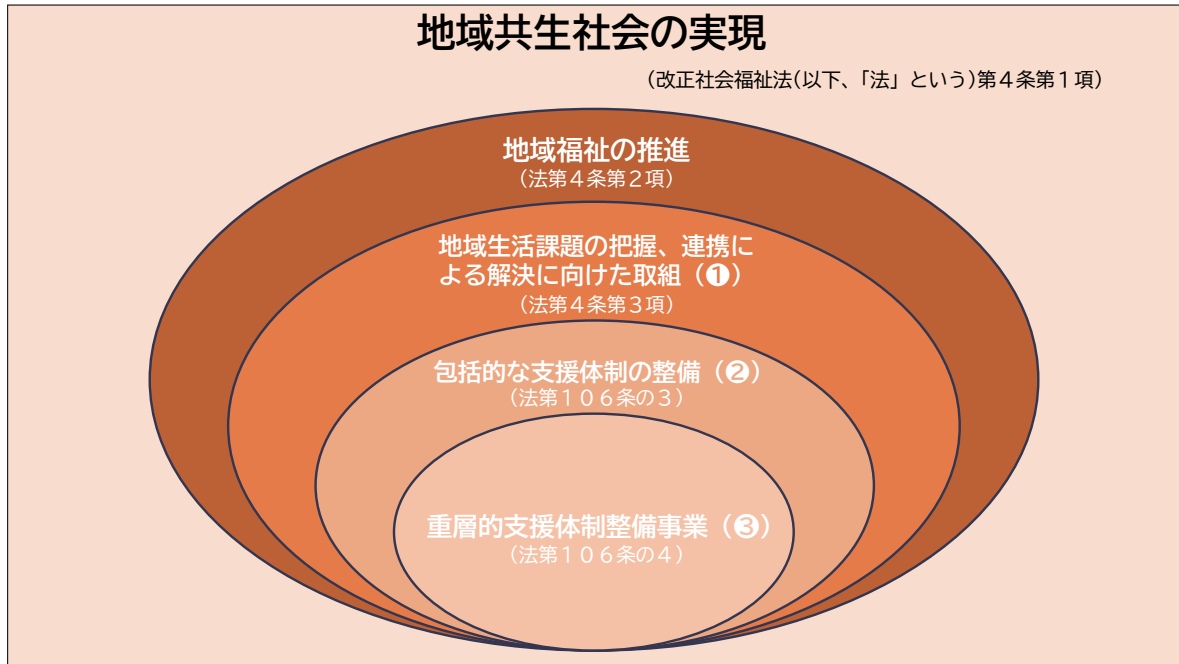 地域共生社会の実現
(改正社会福祉法(以下、「法」という)第4条第1項)
地域福祉の推進
(法第4条第2項)
地域生活課題の把握、連携に
よる解決に向けた取組(❶)
(法第4条第3項)
包括的な支援体制の整備(❷)
(法第106条の3)
重層的支援体制整備事業(❸)
(法第106条の4)